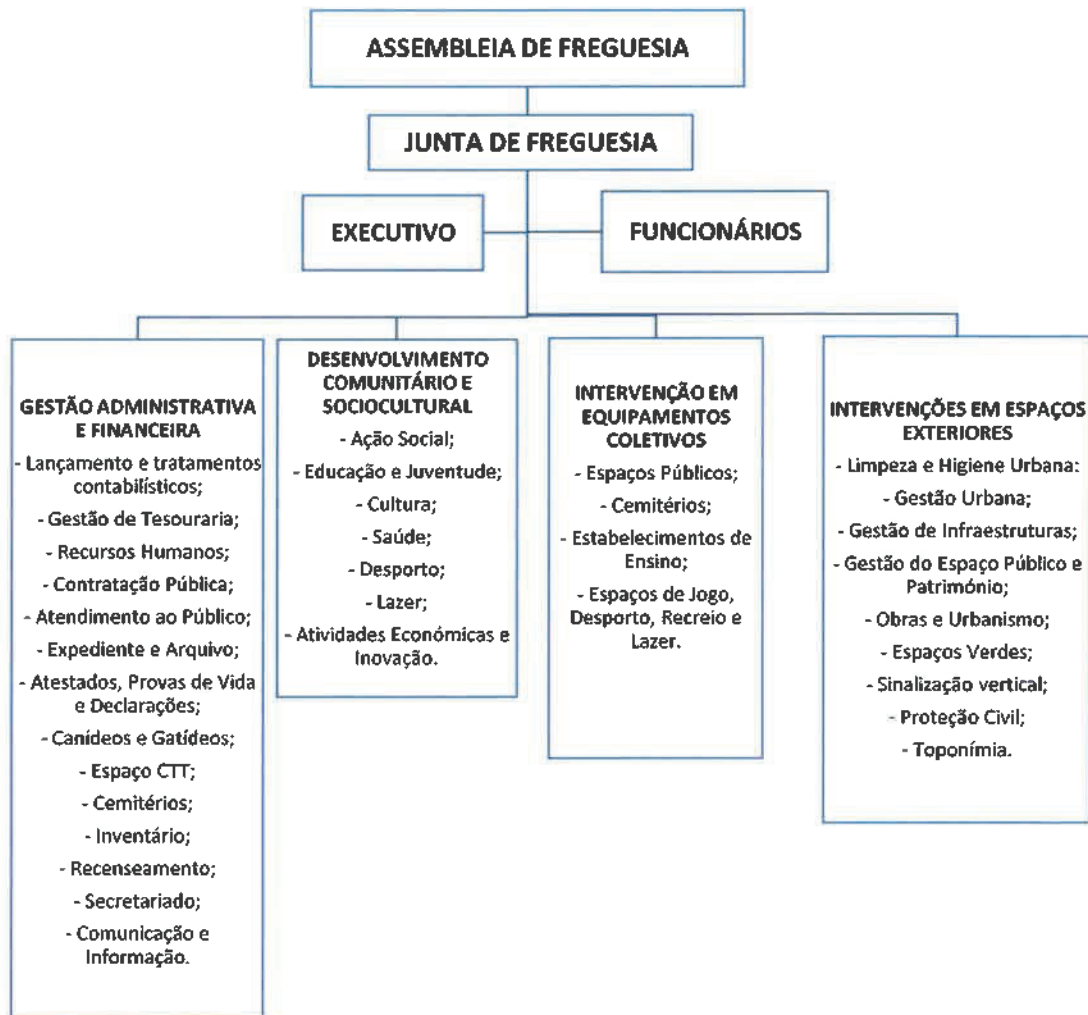 ASSEMBLEIA DE FREGUESIA
JUNTA DE FREGUESIA
EXECUTIVO
FUNCIONÁRIOS
GESTÃO ADMINISTRATIVA
E FINANCEIRA
- Lançamento e tratamentos
contabilísticos;
- Gestão de Tesouraria;
- Recursos Humanos;
- Contratação Pública;
- Atendimento ao Público;
- Expediente e Arquivo;
- Atestados, Provas de Vida
e Declarações;
- Canídeos e Gatídeos;
- Espaço CTT;
- Cemitérios;
- Inventário;
- Recenseamento;
- Secretariado;
- Comunicação e
Informação.
DESENVOLVIMENTO
COMUNITÁRIO E
SOCIOCULTURAL
- Ação Social;
- Educação e Juventude;
- Cultura;
- Saúde;
- Desporto;
- Lazer;
- Atividades Económicas e
Inovação.
INTERVENÇÃO EM
EQUIPAMENTOS
COLETIVOS
- Espaços Públicos;
- Cemitérios;
- Estabelecimentos de
Ensino;
- Espaços de Jogo,
Desporto, Recreio e
Lazer.
INTERVENÇÕES EM ESPAÇOS
EXTERIORES
- Limpeza e Higiene Urbana:
- Gestão Urbana;
- Gestão de Infraestruturas;
- Gestão do Espaço Público e
Património;
- Obras e Urbanismo;
- Espaços Verdes;
- Sinalização vertical;
- Proteção Civil;
- Toponímia.